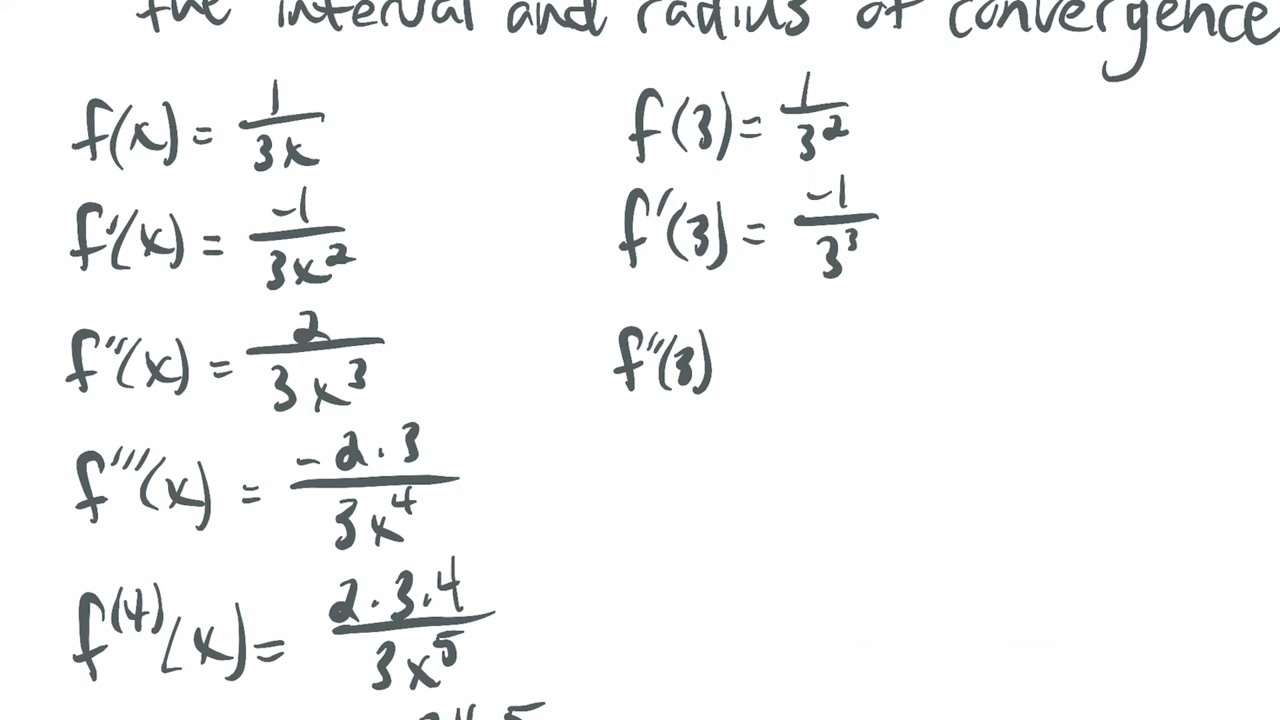 the interval and radius of convergence
f(x) = 1/3x
f(3) = 1/3²
f'(x) = -1/3x²
f'(3) = -1/3³
f''(x) = 2/3x³
f''(3)
f'''(x) = -2·3/3x⁴
f⁽⁴⁾(x) = 2·3·4/3x⁵